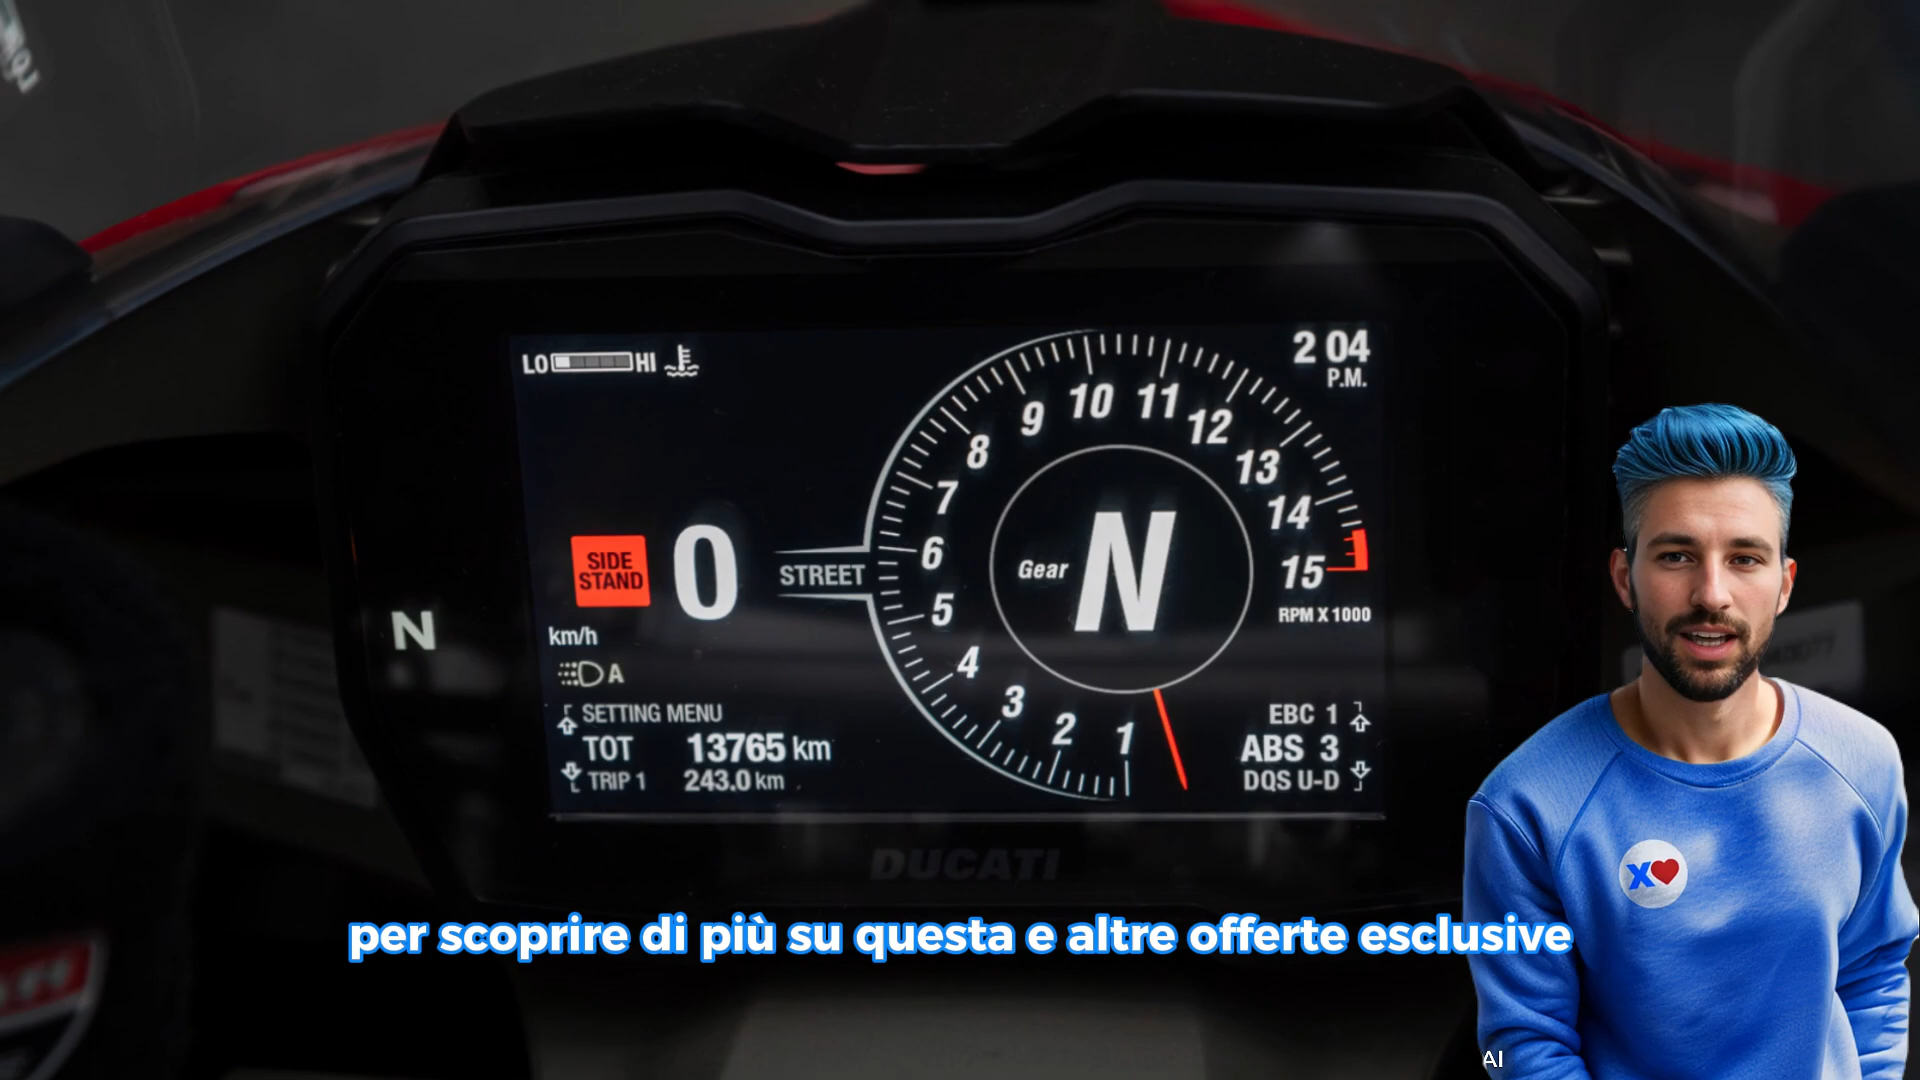 LO HI
2 04
P.M.
10 11
9 12
8 13
7 14
6 15
5
4
3
2
1
RPM X 1000
Gear N
SIDE
STAND
0
STREET
km/h
N
A
SETTING MENU
TOT 13765 km
TRIP 1 243.0 km
EBC 1
ABS 3
DQS U-D
DUCATI
X
per scoprire di più su questa e altre offerte esclusive
AI